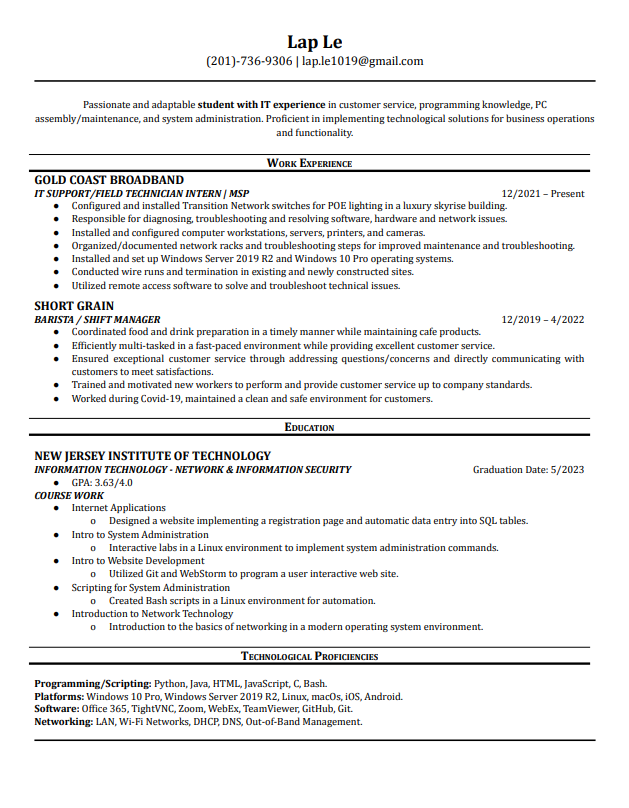 Lap Le
(201)-736-9306 | lap.le1019@gmail.com
Passionate and adaptable student with IT experience in customer service, programming knowledge, PC
assembly/maintenance, and system administration. Proficient in implementing technological solutions for business operations
and functionality.
Work Experience
GOLD COAST BROADBAND
IT SUPPORT/FIELD TECHNICIAN INTERN | MSP 12/2021 – Present
● Configured and installed Transition Network switches for POE lighting in a luxury skyrise building.
● Responsible for diagnosing, troubleshooting and resolving software, hardware and network issues.
● Installed and configured computer workstations, servers, printers, and cameras.
● Organized/documented network racks and troubleshooting steps for improved maintenance and troubleshooting.
● Installed and set up Windows Server 2019 R2 and Windows 10 Pro operating systems.
● Conducted wire runs and termination in existing and newly constructed sites.
● Utilized remote access software to solve and troubleshoot technical issues.
SHORT GRAIN
BARISTA / SHIFT MANAGER 12/2019 – 4/2022
● Coordinated food and drink preparation in a timely manner while maintaining cafe products.
● Efficiently multi-tasked in a fast-paced environment while providing excellent customer service.
● Ensured exceptional customer service through addressing questions/concerns and directly communicating with
customers to meet satisfactions.
● Trained and motivated new workers to perform and provide customer service up to company standards.
● Worked during Covid-19, maintained a clean and safe environment for customers.
Education
NEW JERSEY INSTITUTE OF TECHNOLOGY
INFORMATION TECHNOLOGY - NETWORK & INFORMATION SECURITY Graduation Date: 5/2023
● GPA: 3.63/4.0
COURSE WORK
● Internet Applications
o Designed a website implementing a registration page and automatic data entry into SQL tables.
● Intro to System Administration
o Interactive labs in a Linux environment to implement system administration commands.
● Intro to Website Development
o Utilized Git and WebStorm to program a user interactive web site.
● Scripting for System Administration
o Created Bash scripts in a Linux environment for automation.
● Introduction to Network Technology
o Introduction to the basics of networking in a modern operating system environment.
Technological Proficiencies
Programming/Scripting: Python, Java, HTML, JavaScript, C, Bash.
Platforms: Windows 10 Pro, Windows Server 2019 R2, Linux, macOs, iOS, Android.
Software: Office 365, TightVNC, Zoom, WebEx, TeamViewer, GitHub, Git.
Networking: LAN, Wi-Fi Networks, DHCP, DNS, Out-of-Band Management.